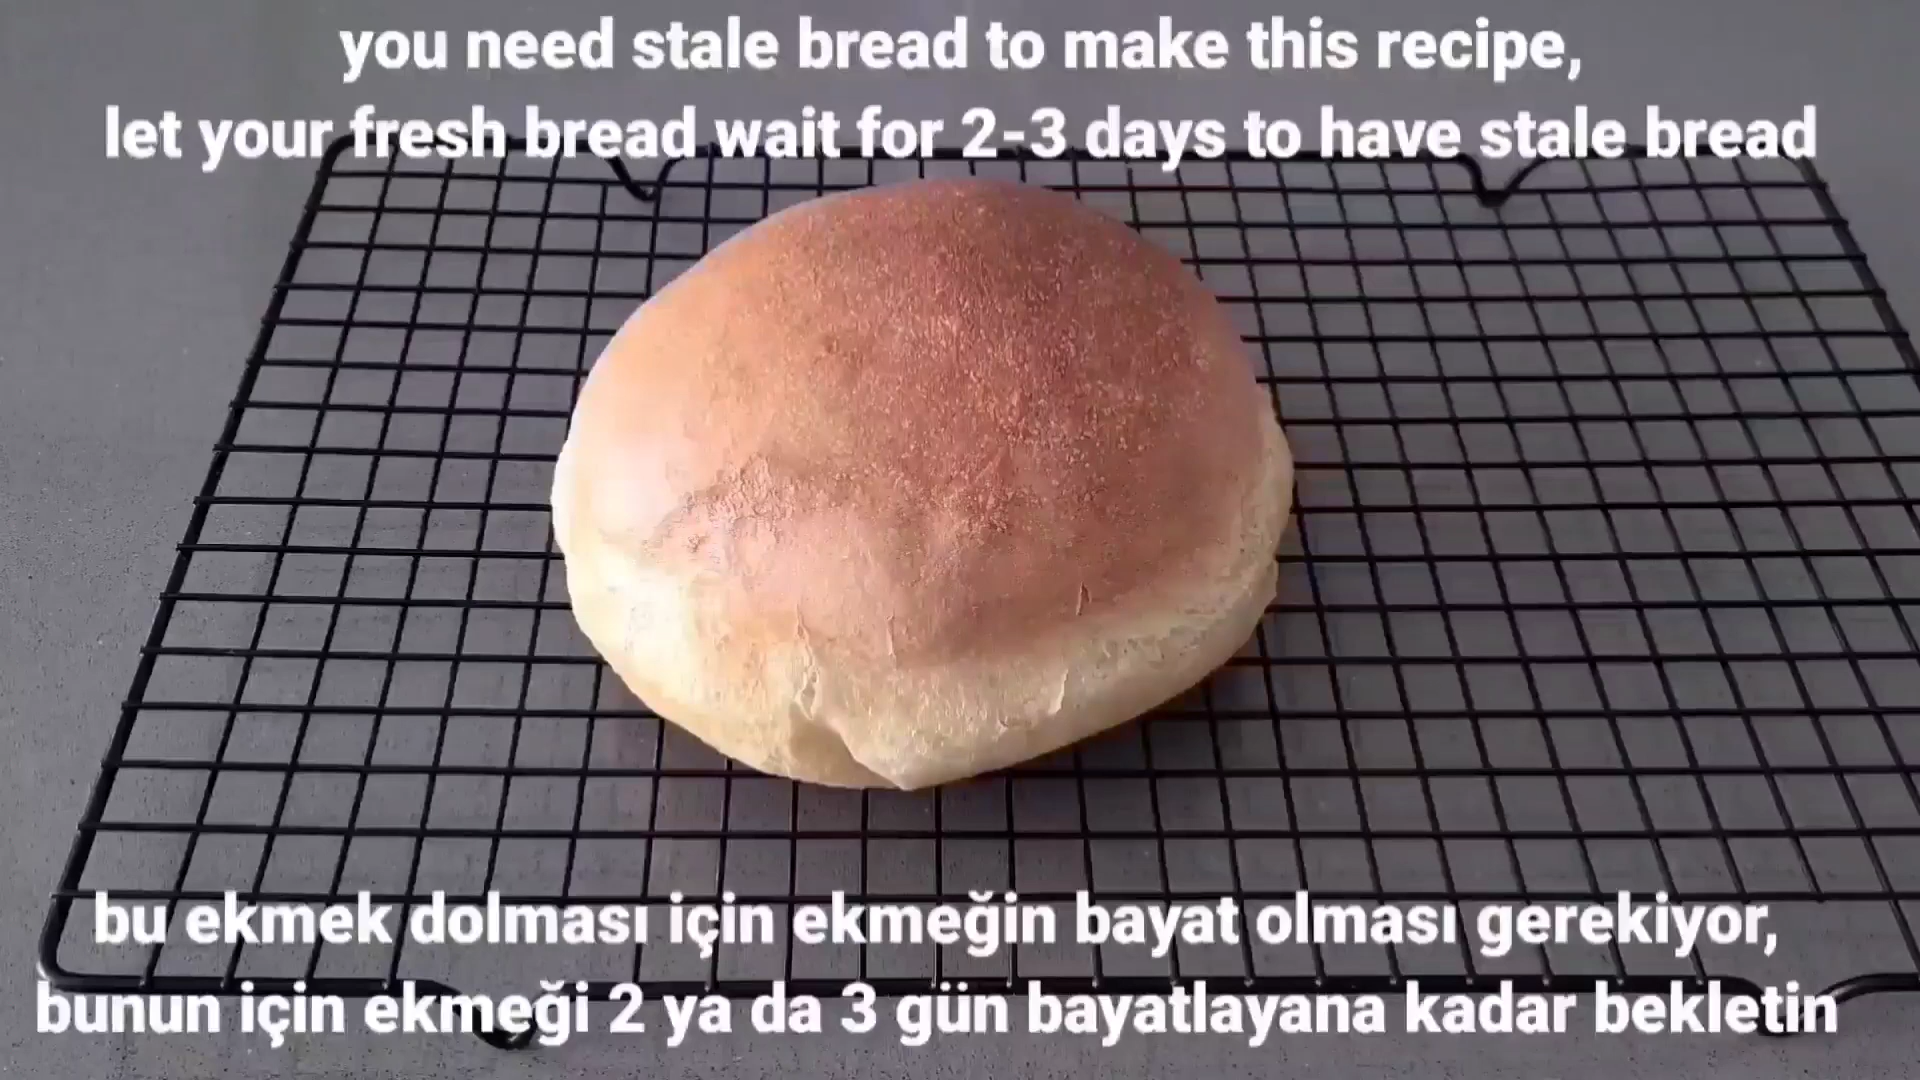 you need stale bread to make this recipe,
let your fresh bread wait for 2-3 days to have stale bread
bu ekmek dolması için ekmeğin bayat olması gerekiyor,
bunun için ekmeği 2 ya da 3 gün bayatlayana kadar bekletin